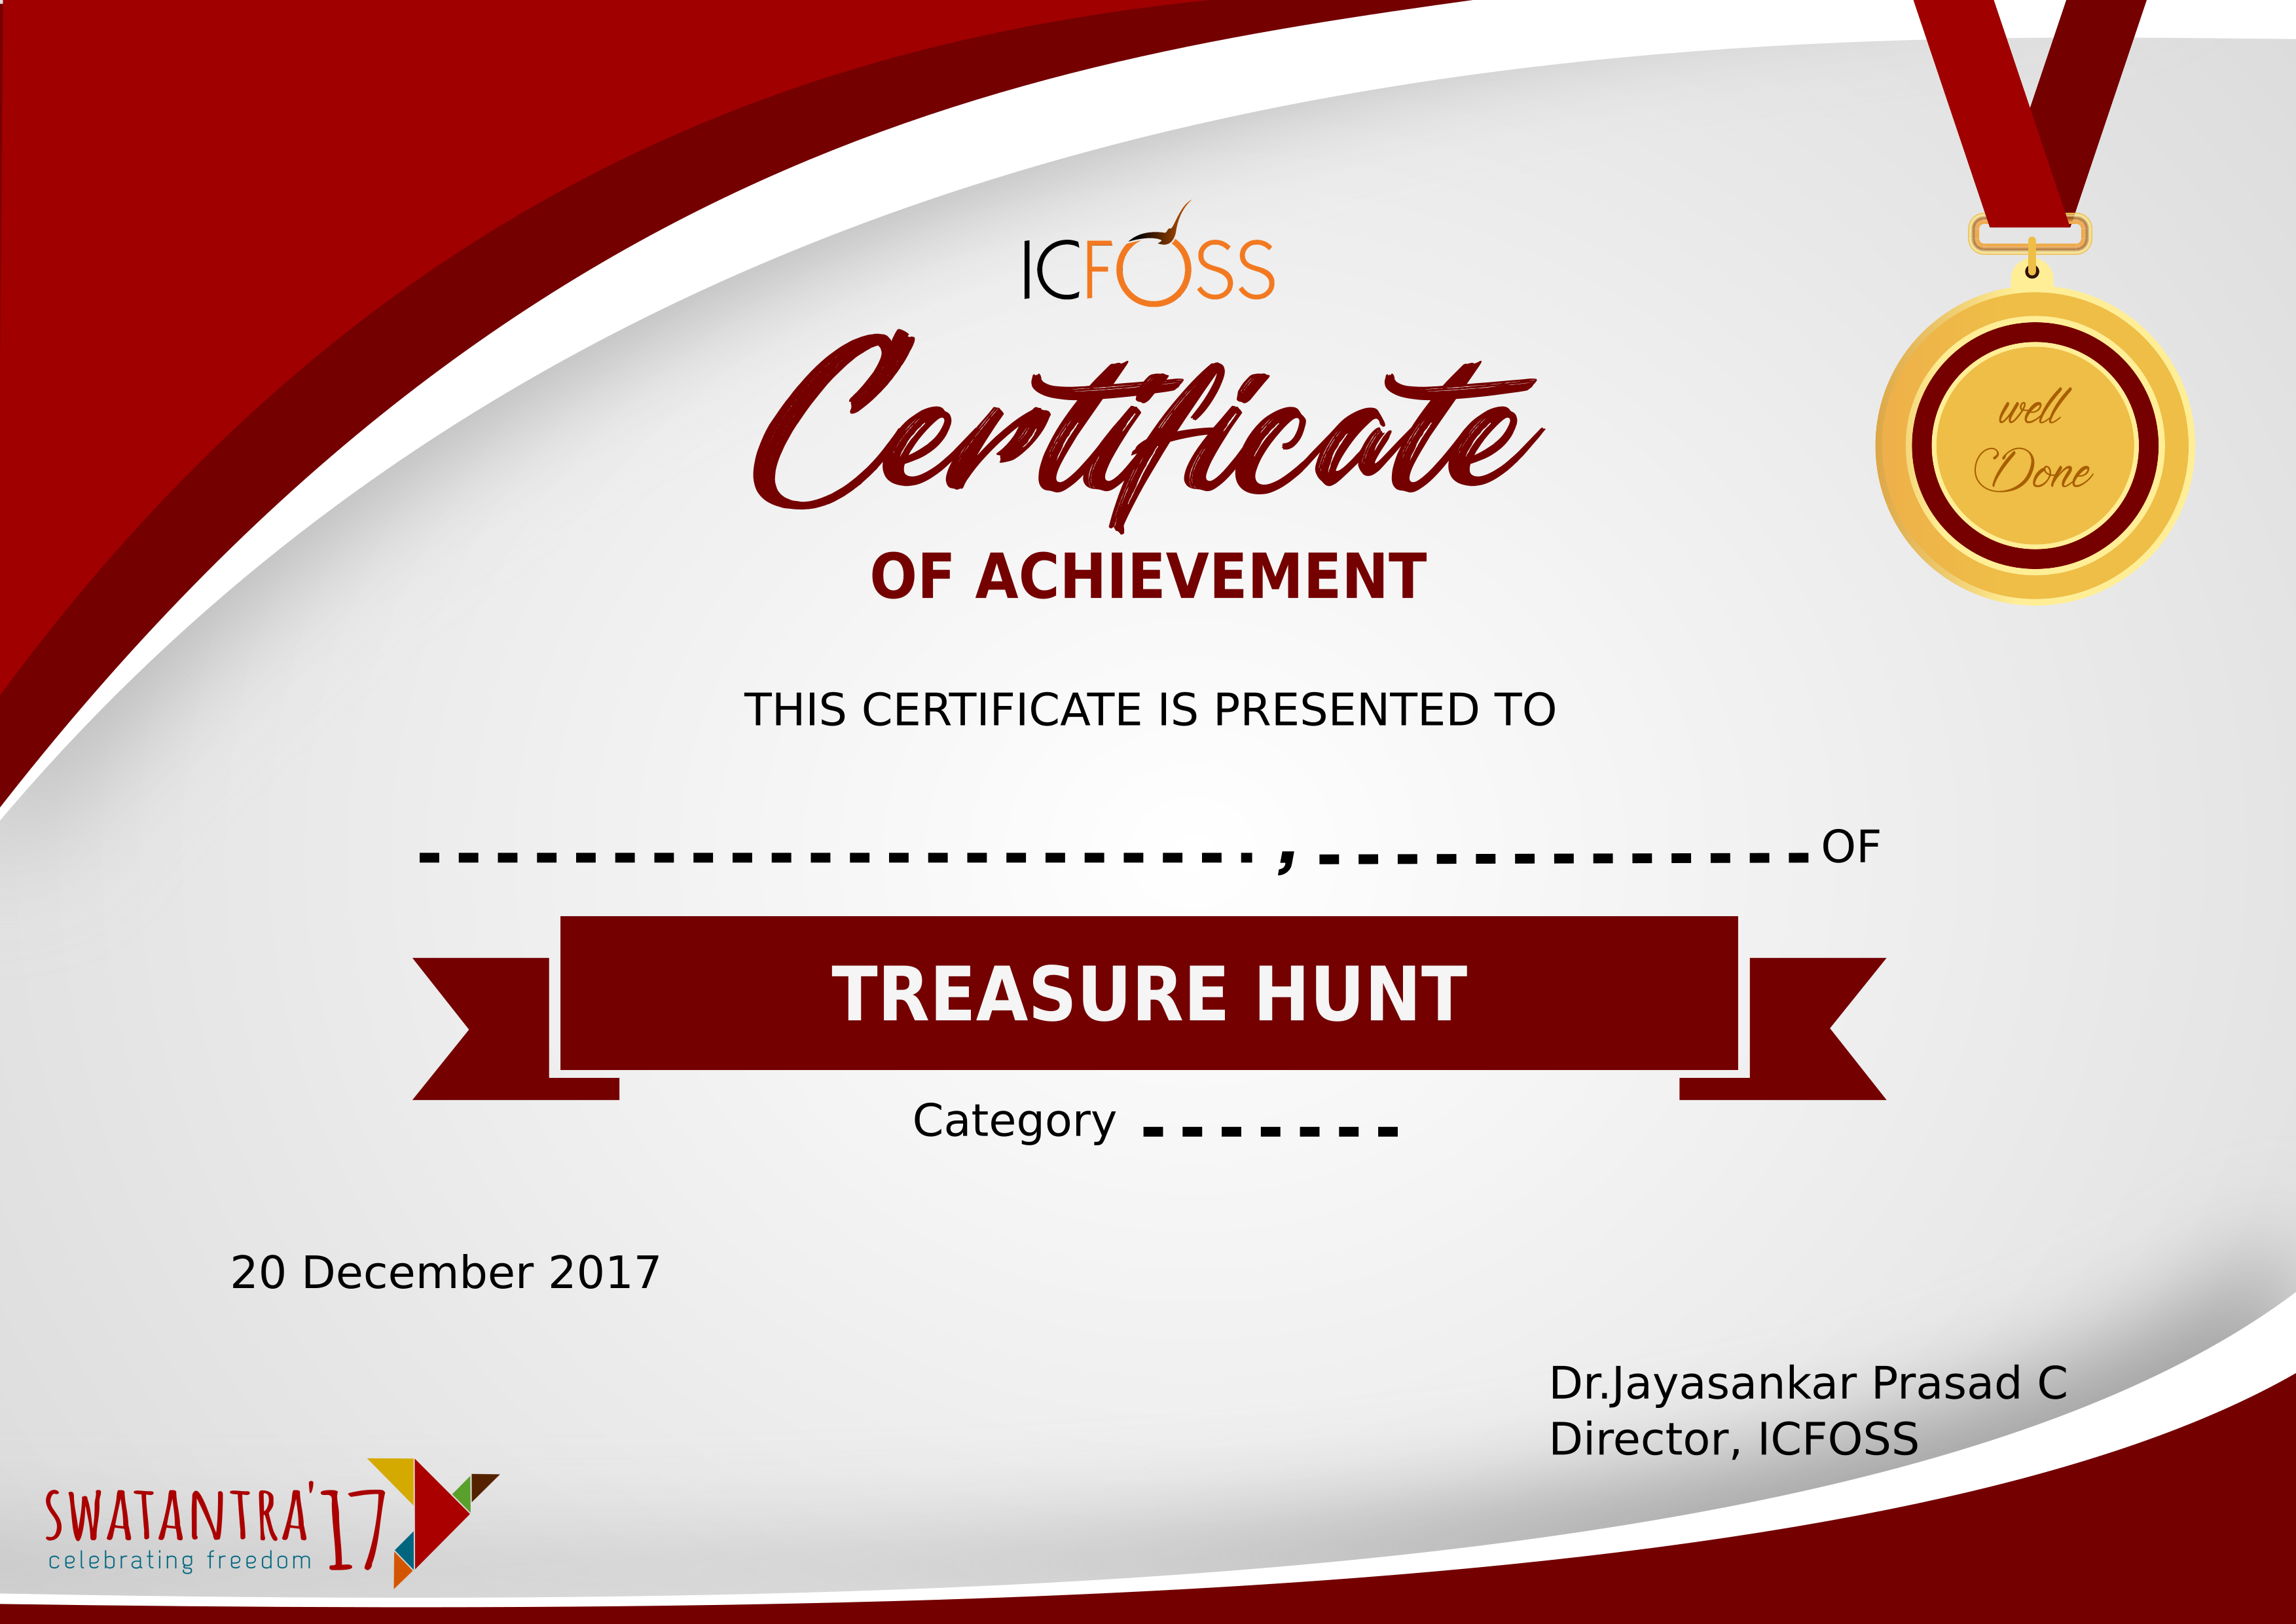 ICFOSS
Certificate
OF ACHIEVEMENT
well
Done
THIS CERTIFICATE IS PRESENTED TO
---------------------- , ------------- OF
TREASURE HUNT
Category -------
20 December 2017
Dr.Jayasankar Prasad C
Director, ICFOSS
SWATANTRA'17
celebrating freedom